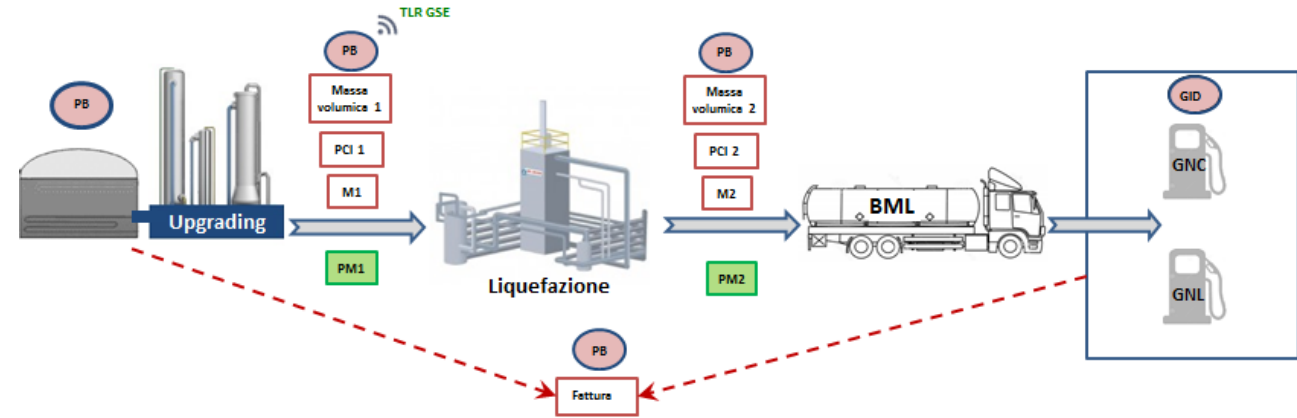 TLR GSE
PB
PB
PB
GID
Massa
volumica 1
Massa
volumica 2
PCI 1
PCI 2
M1
M2
GNC
BML
Upgrading
PM1
PM2
Liquefazione
GNL
PB
Fattura